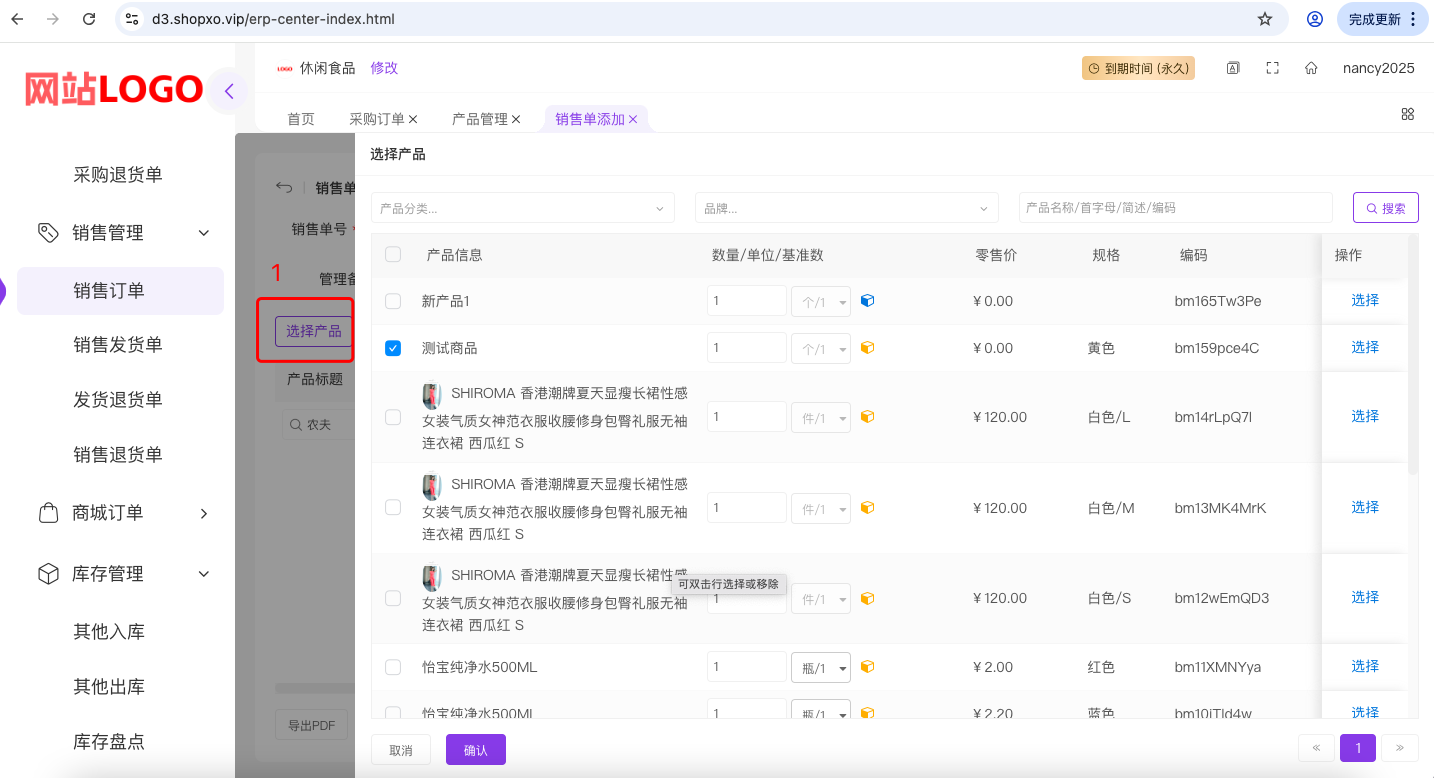 d3.shopxo.vip/erp-center-index.html
完成更新
网站LOGO
LOGO 休闲食品 修改
到期时间 (永久)
nancy2025
首页 采购订单 产品管理 销售单添加
采购退货单
销售管理
销售订单
销售发货单
发货退货单
销售退货单
商城订单
库存管理
其他入库
其他出库
库存盘点
销售单
销售单号 *
管理备
1
选择产品
产品标题
农夫
导出PDF
选择产品
产品分类... 品牌... 产品名称/首字母/简述/编码 搜索
产品信息 数量/单位/基准数 零售价 规格 编码 操作
新产品1 1 个/1 ¥ 0.00 bm165Tw3Pe 选择
测试商品 1 个/1 ¥ 0.00 黄色 bm159pce4C 选择
SHIROMA 香港潮牌夏天显瘦长裙性感
女装气质女神范衣服收腰修身包臀礼服无袖 1 件/1 ¥ 120.00 白色/L bm14rLpQ7l 选择
连衣裙 西瓜红 S
SHIROMA 香港潮牌夏天显瘦长裙性感
女装气质女神范衣服收腰修身包臀礼服无袖 1 件/1 ¥ 120.00 白色/M bm13MK4MrK 选择
连衣裙 西瓜红 S
SHIROMA 香港潮牌夏天显瘦长裙性感
可双击行选择或移除
女装气质女神范衣服收腰修身包臀礼服无袖 1 件/1 ¥ 120.00 白色/S bm12wEmQD3 选择
连衣裙 西瓜红 S
怡宝纯净水500ML 1 瓶/1 ¥ 2.00 红色 bm11XMNYya 选择
怡宝纯净水500ML 1 瓶/1 ¥ 2.20 蓝色 选择
取消 确认 « 1 »